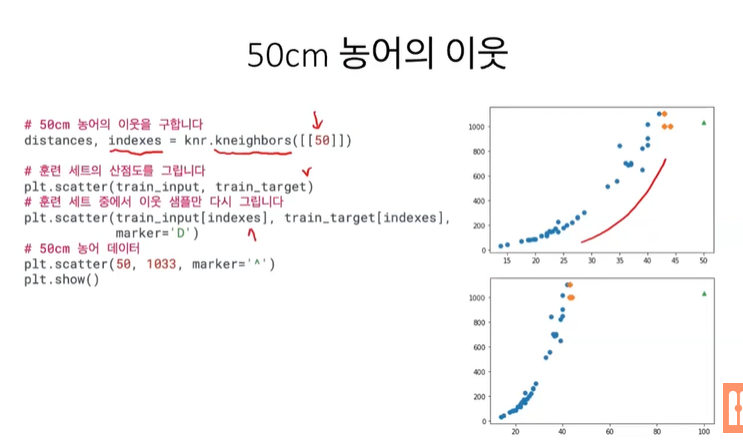 50cm 농어의 이웃
# 50cm 농어의 이웃을 구합니다
distances, indexes = knr.kneighbors([[50]])
# 훈련 세트의 산점도를 그립니다
plt.scatter(train_input, train_target)
# 훈련 세트 중에서 이웃 샘플만 다시 그립니다
plt.scatter(train_input[indexes], train_target[indexes],
marker='D')
# 50cm 농어 데이터
plt.scatter(50, 1033, marker='^')
plt.show()
1000
800
600
400
200
0
15 20 25 30 35 40 45 50
1000
800
600
400
200
0
20 40 60 80 100